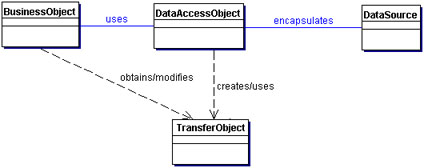 BusinessObject
uses
DataAccessObject
encapsulates
DataSource
obtains/modifies
creates/uses
TransferObject